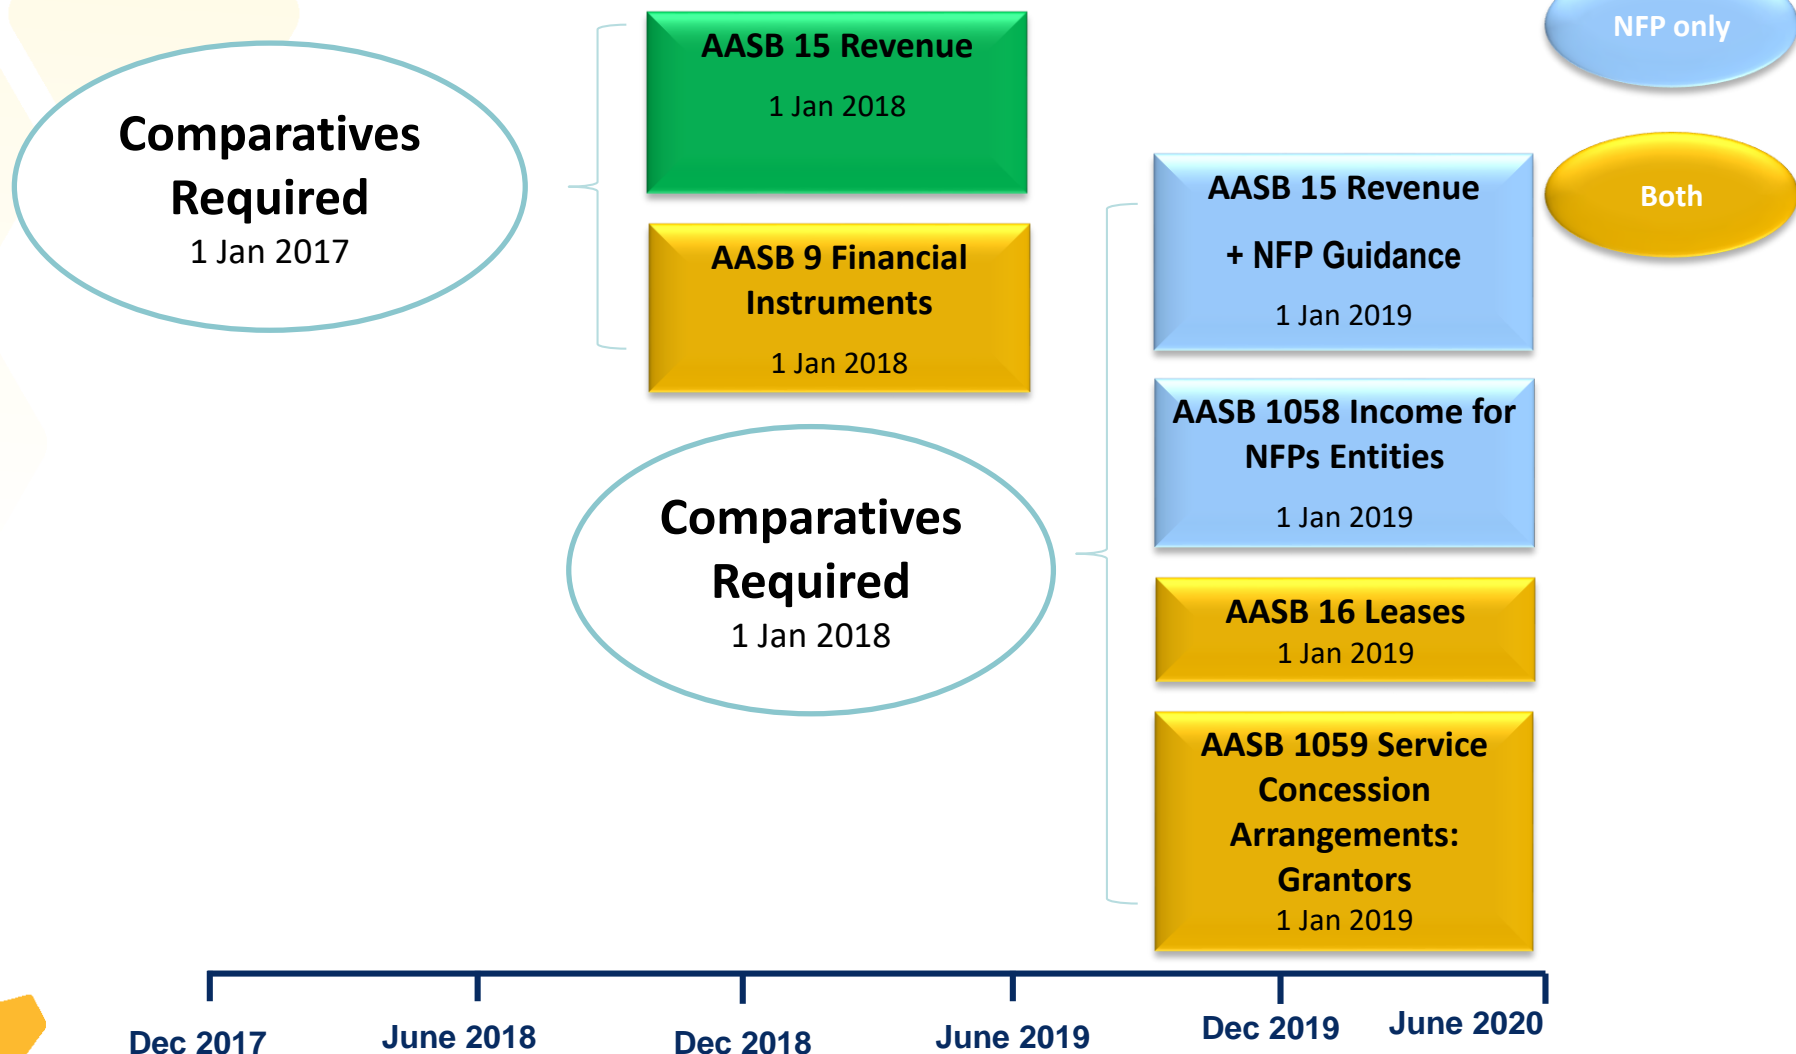 Comparatives
Required
1 Jan 2017
AASB 15 Revenue
1 Jan 2018
AASB 9 Financial
Instruments
1 Jan 2018
Comparatives
Required
1 Jan 2018
AASB 15 Revenue
+ NFP Guidance
1 Jan 2019
AASB 1058 Income for
NFPs Entities
1 Jan 2019
AASB 16 Leases
1 Jan 2019
AASB 1059 Service
Concession
Arrangements:
Grantors
1 Jan 2019
NFP only
Both
Dec 2017
June 2018
Dec 2018
June 2019
Dec 2019
June 2020